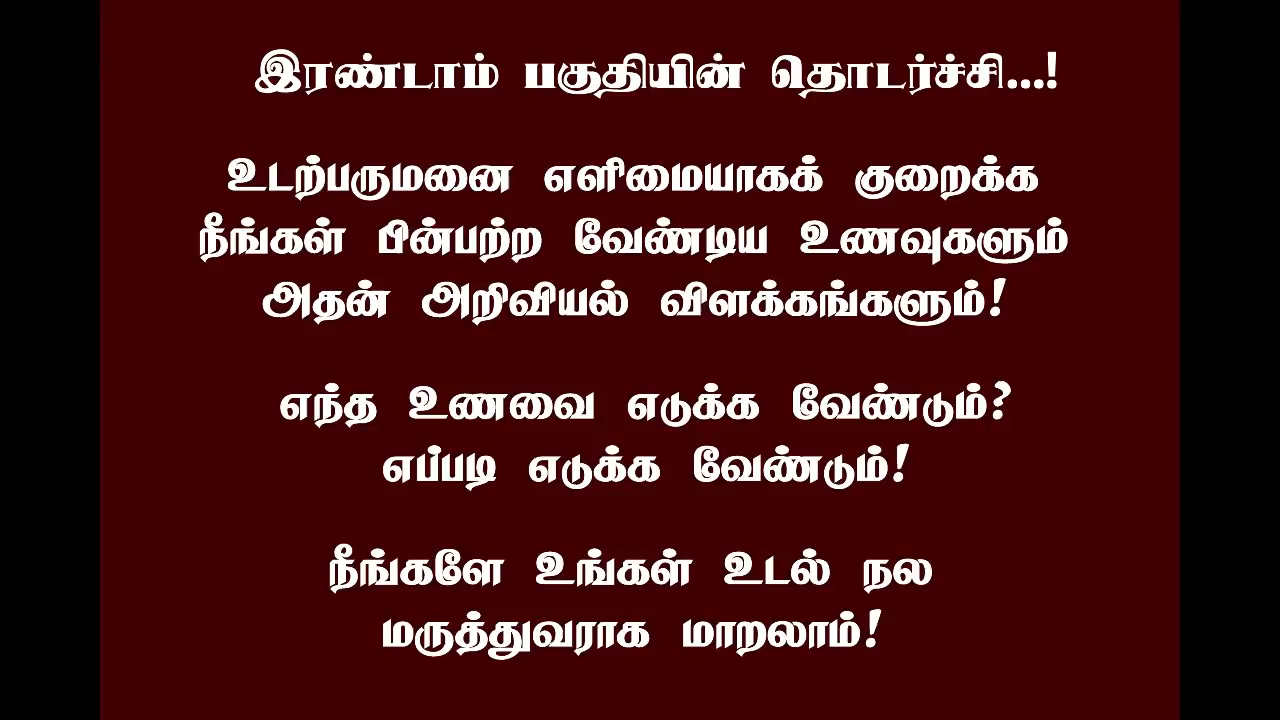 இரண்டாம் பகுதியின் தொடர்ச்சி...!
உடற்பருமனை எளிமையாகக் குறைக்க
நீங்கள் பின்பற்ற வேண்டிய உணவுகளும்
அதன் அறிவியல் விளக்கங்களும்!
எந்த உணவை எடுக்க வேண்டும்?
எப்படி எடுக்க வேண்டும்!
நீங்களே உங்கள் உடல் நல
மருத்துவராக மாறலாம்!